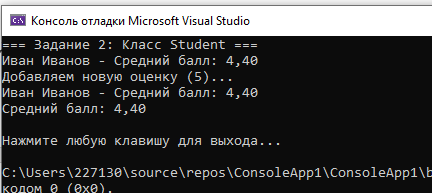 Консоль отладки Microsoft Visual Studio
=== Задание 2: Класс Student ===
Иван Иванов - Средний балл: 4,40
Добавляем новую оценку (5)...
Иван Иванов - Средний балл: 4,40
Средний балл: 4,40
Нажмите любую клавишу для выхода...
C:\Users\227130\source\repos\ConsoleApp1\ConsoleApp1\b
кодом 0 (0x0).